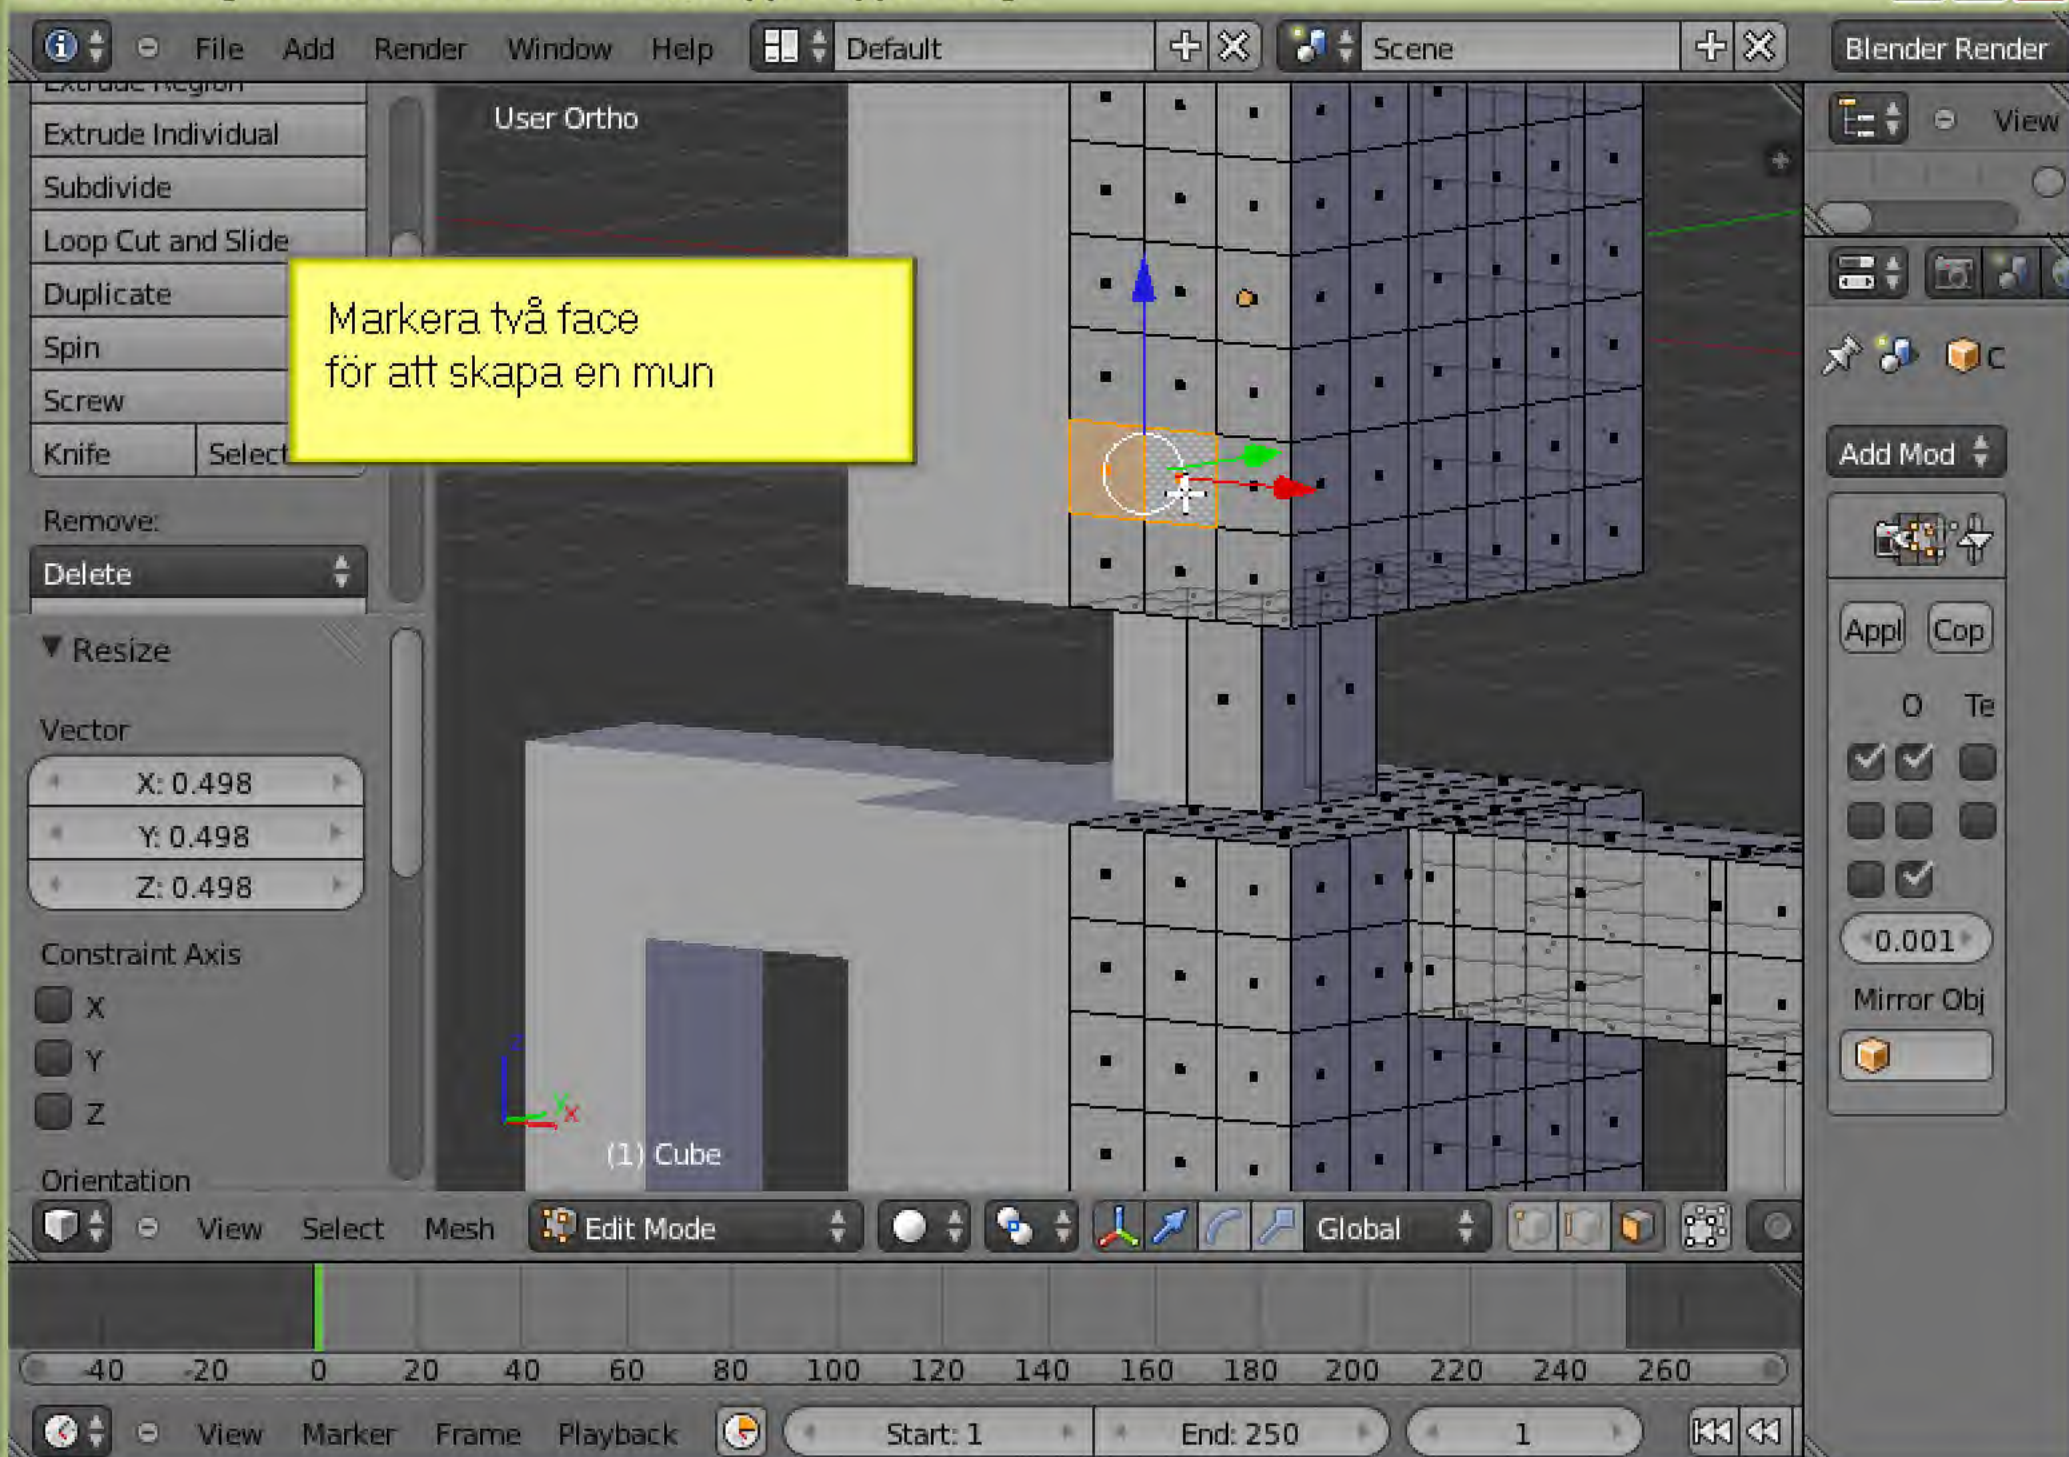 File Add Render Window Help Default Scene Blender Render
Extrude Region
Extrude Individual
Subdivide
Loop Cut and Slide
Duplicate
Spin
Screw
Knife Select
Remove:
Delete
Resize
Vector
X: 0.498
Y: 0.498
Z: 0.498
Constraint Axis
X
Y
Z
Orientation
User Ortho
Markera två face
för att skapa en mun
z
y x
(1) Cube
View
C
Add Mod
Appl Cop
O Te
0.001
Mirror Obj
View Select Mesh Edit Mode Global
-40 -20 0 20 40 60 80 100 120 140 160 180 200 220 240 260
View Marker Frame Playback Start: 1 End: 250 1